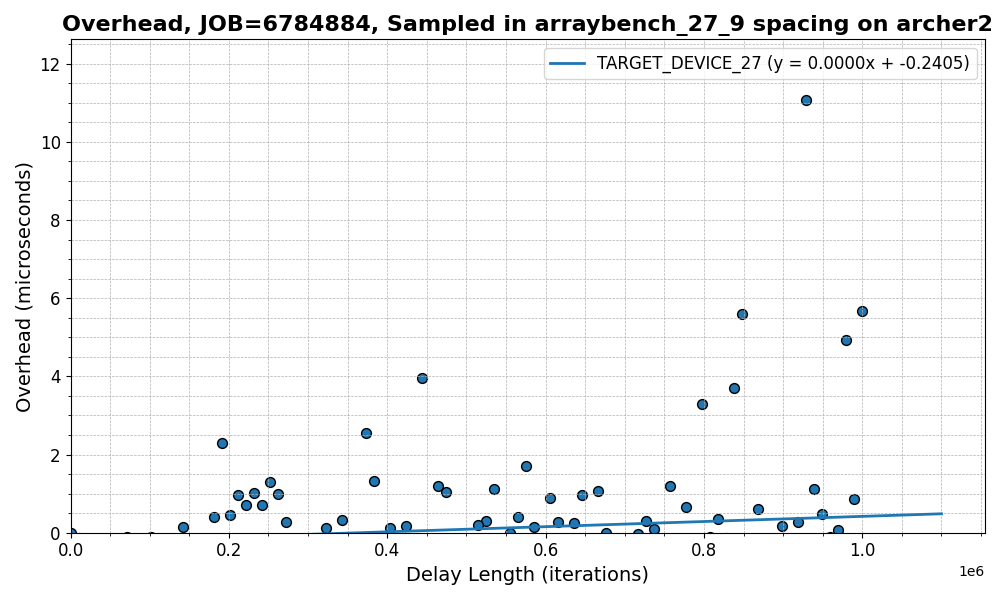 Overhead, JOB=6784884, Sampled in arraybench_27_9 spacing on archer2
TARGET_DEVICE_27 (y = 0.0000x + -0.2405)
Overhead (microseconds)
12
10
8
6
4
2
0
0.0 0.2 0.4 0.6 0.8 1.0
1e6
Delay Length (iterations)